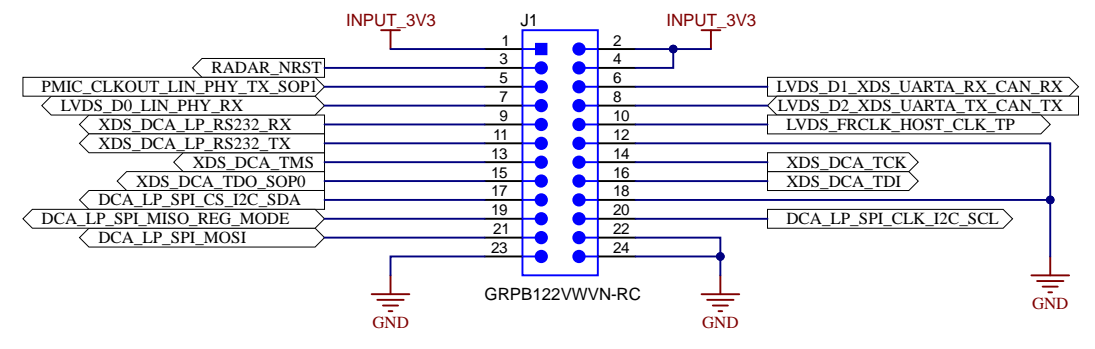 INPUT_3V3 J1 INPUT_3V3
1 2
RADAR_NRST 3 4
PMIC_CLKOUT_LIN_PHY_TX_SOP1 5 6 LVDS_D1_XDS_UARTA_RX_CAN_RX
LVDS_D0_LIN_PHY_RX 7 8 LVDS_D2_XDS_UARTA_TX_CAN_TX
XDS_DCA_LP_RS232_RX 9 10 LVDS_FRCLK_HOST_CLK_TP
XDS_DCA_LP_RS232_TX 11 12
XDS_DCA_TMS 13 14 XDS_DCA_TCK
XDS_DCA_TDO_SOP0 15 16 XDS_DCA_TDI
DCA_LP_SPI_CS_I2C_SDA 17 18
DCA_LP_SPI_MISO_REG_MODE 19 20 DCA_LP_SPI_CLK_I2C_SCL
DCA_LP_SPI_MOSI 21 22
23 24
GRPB122VWVN-RC
GND
GND GND